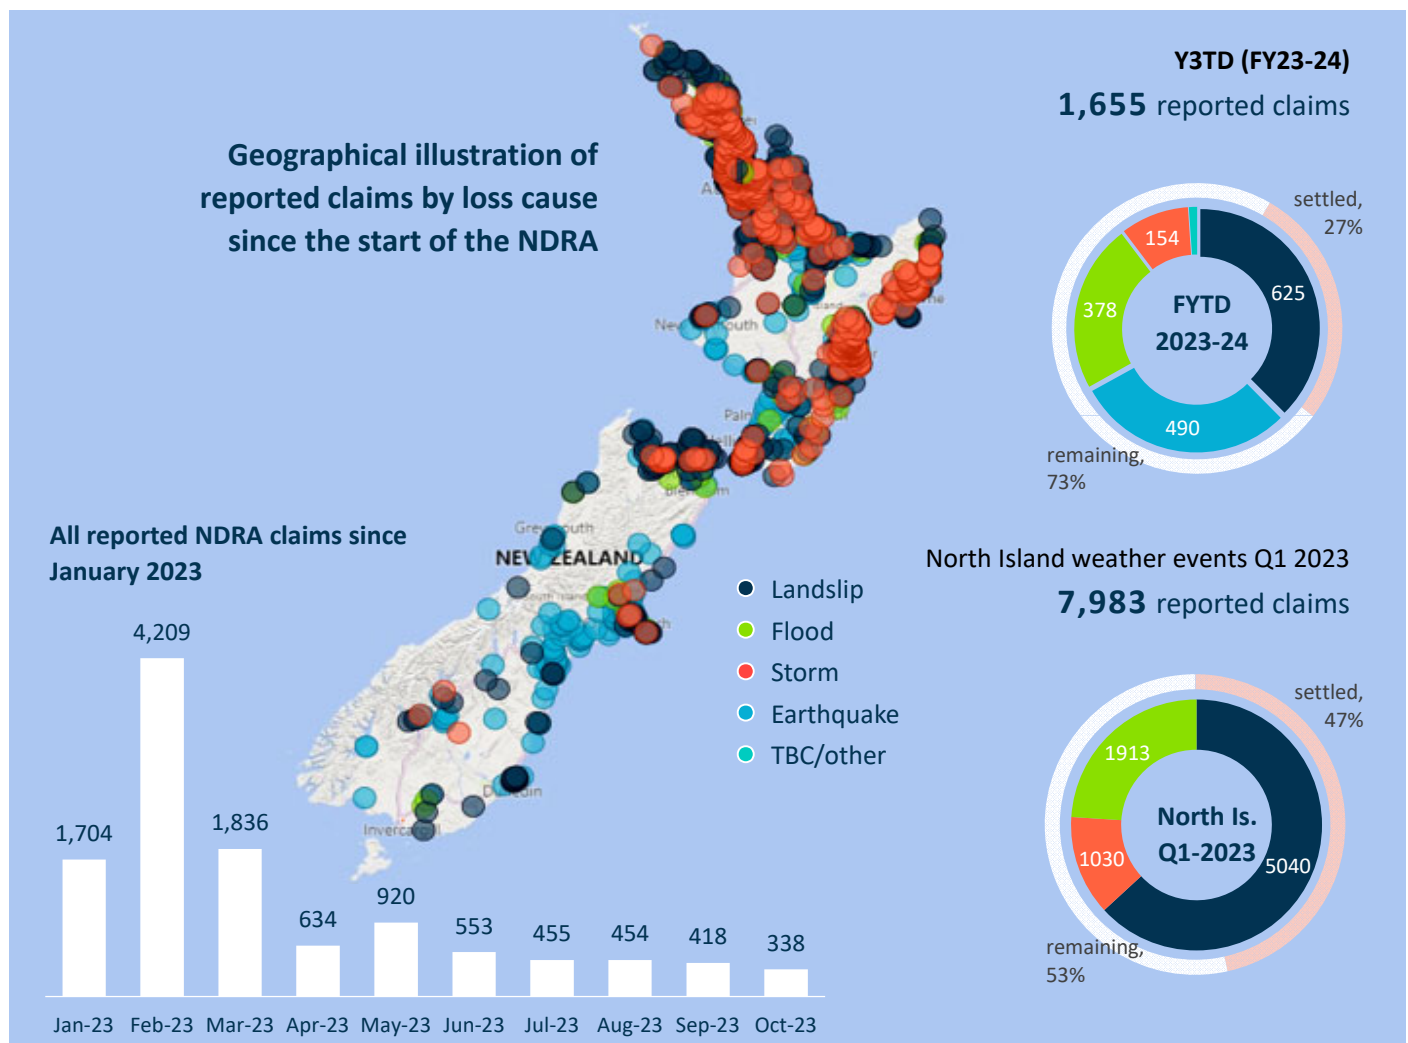 Y3TD (FY23-24)
1,655 reported claims
Geographical illustration of
reported claims by loss cause
since the start of the NDRA
settled,
27%
154
378
625
FYTD
2023-24
490
remaining,
73%
NEW ZEALAND
Dunedin
Invercargill
All reported NDRA claims since
January 2023
Landslip
Flood
Storm
Earthquake
TBC/other
North Island weather events Q1 2023
7,983 reported claims
settled,
47%
1913
North Is.
Q1-2023
1030
5040
remaining,
53%
1,704
4,209
1,836
634
920
553
455
454
418
338
Jan-23
Feb-23
Mar-23
Apr-23
May-23
Jun-23
Jul-23
Aug-23
Sep-23
Oct-23